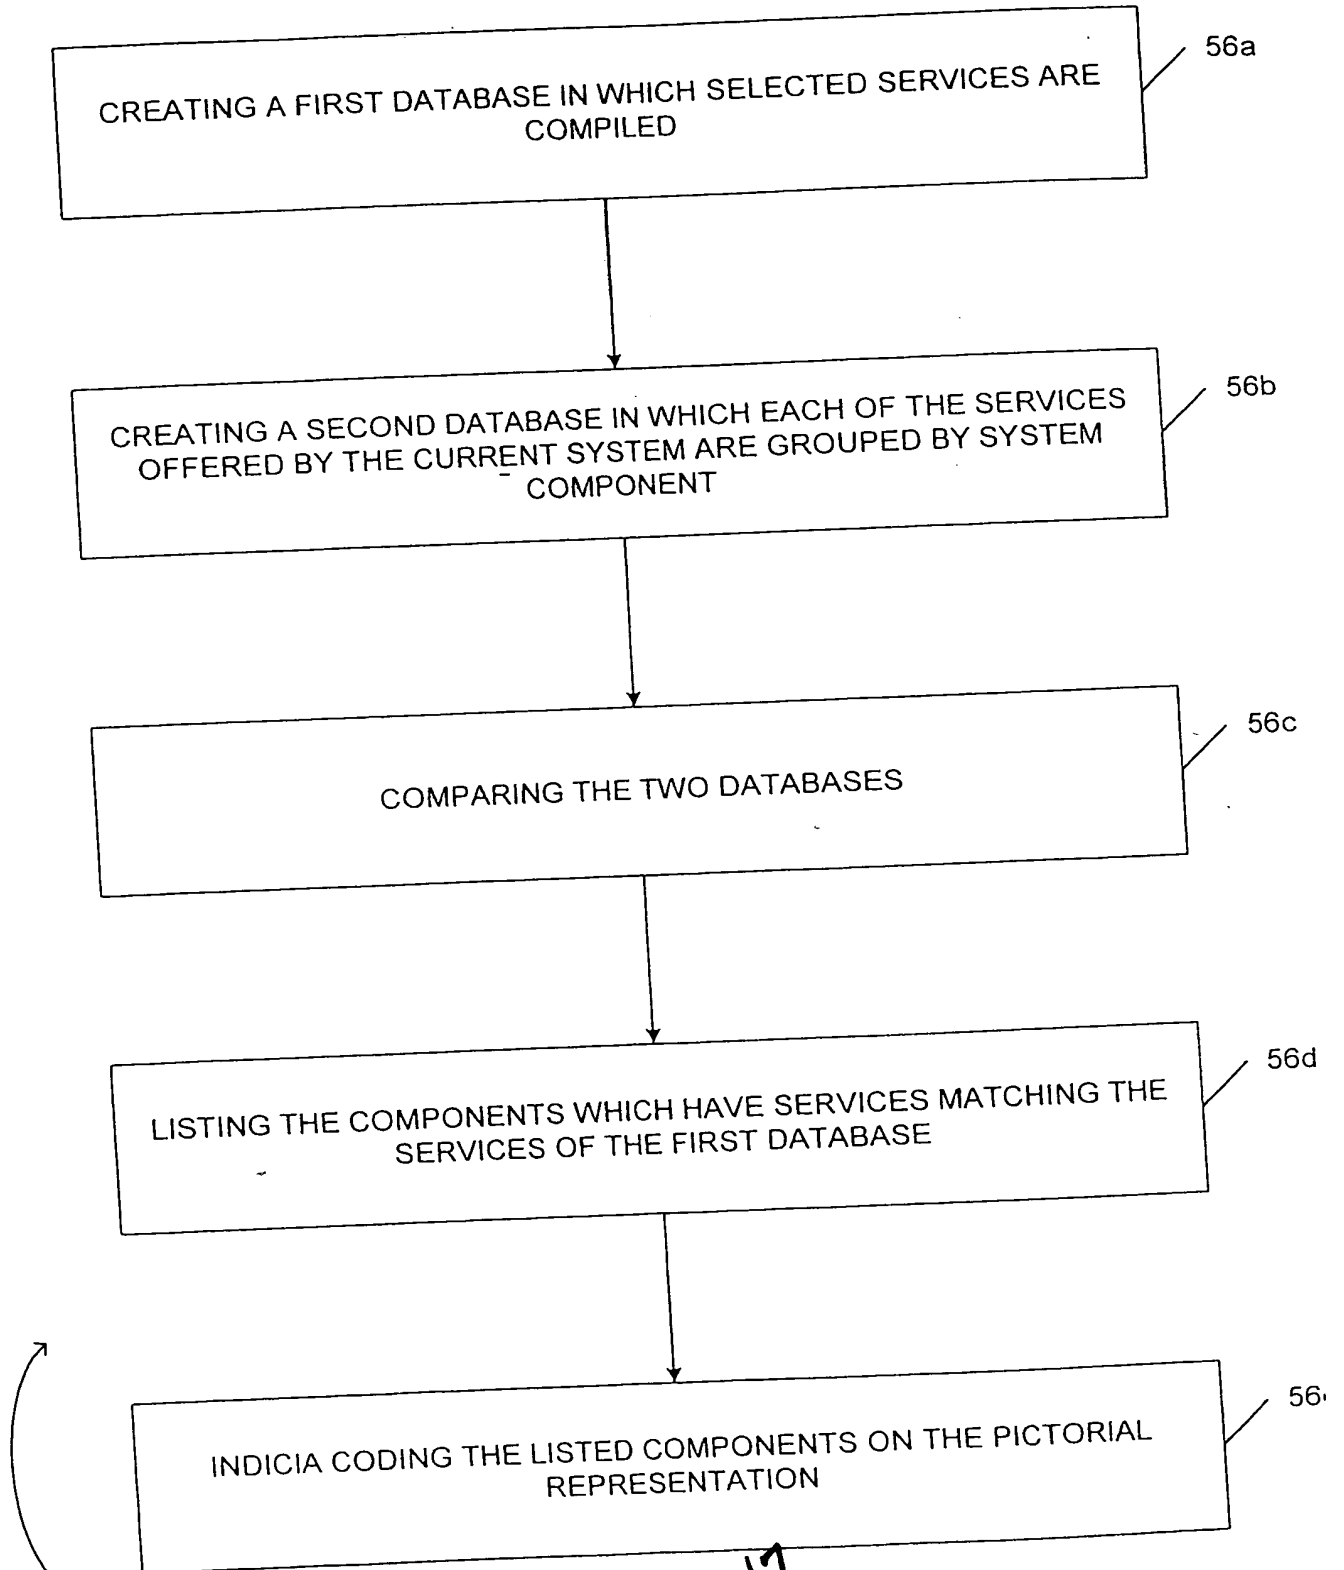 56a
CREATING A FIRST DATABASE IN WHICH SELECTED SERVICES ARE
COMPILED
56b
CREATING A SECOND DATABASE IN WHICH EACH OF THE SERVICES
OFFERED BY THE CURRENT SYSTEM ARE GROUPED BY SYSTEM
COMPONENT
56c
COMPARING THE TWO DATABASES
56d
LISTING THE COMPONENTS WHICH HAVE SERVICES MATCHING THE
SERVICES OF THE FIRST DATABASE
56
INDICIA CODING THE LISTED COMPONENTS ON THE PICTORIAL
REPRESENTATION